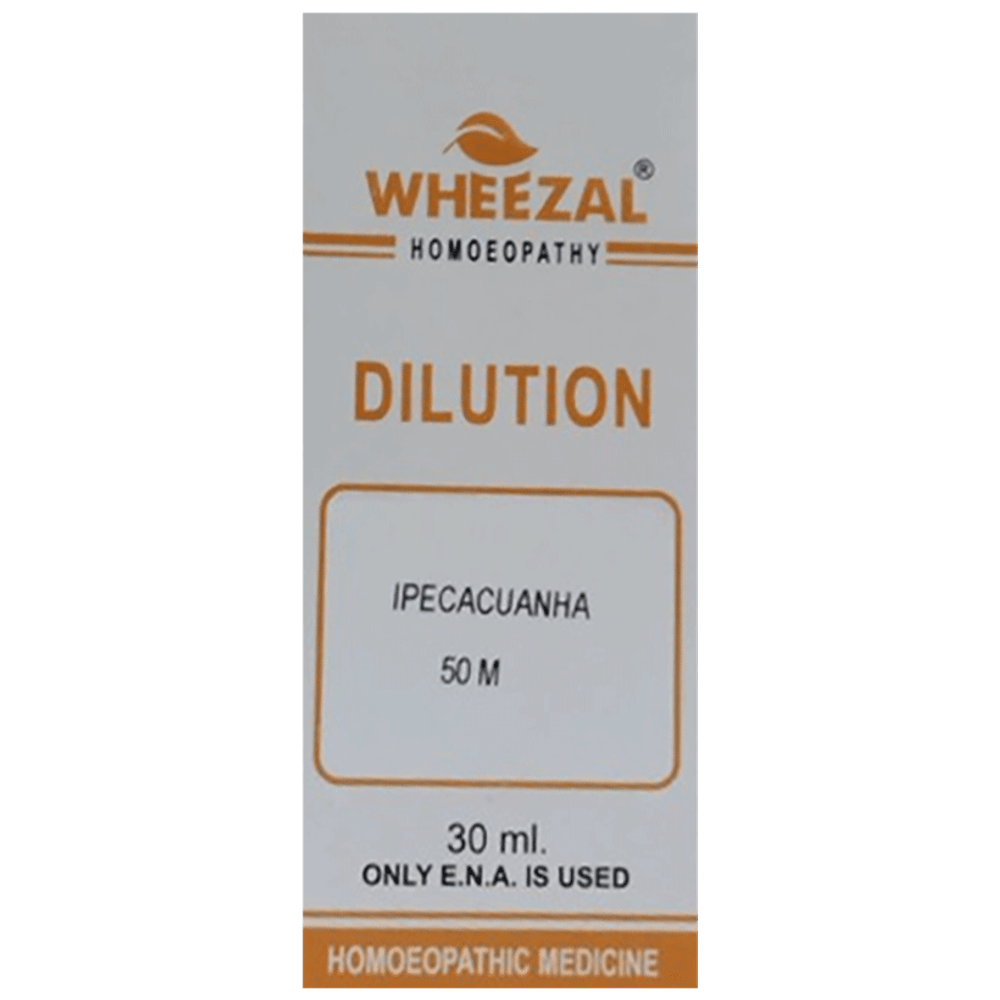 WHEEZAL®
HOMOEOPATHY
DILUTION
IPECACUANHA
50 M
30 ml.
ONLY E.N.A. IS USED
HOMOEOPATHIC MEDICINE